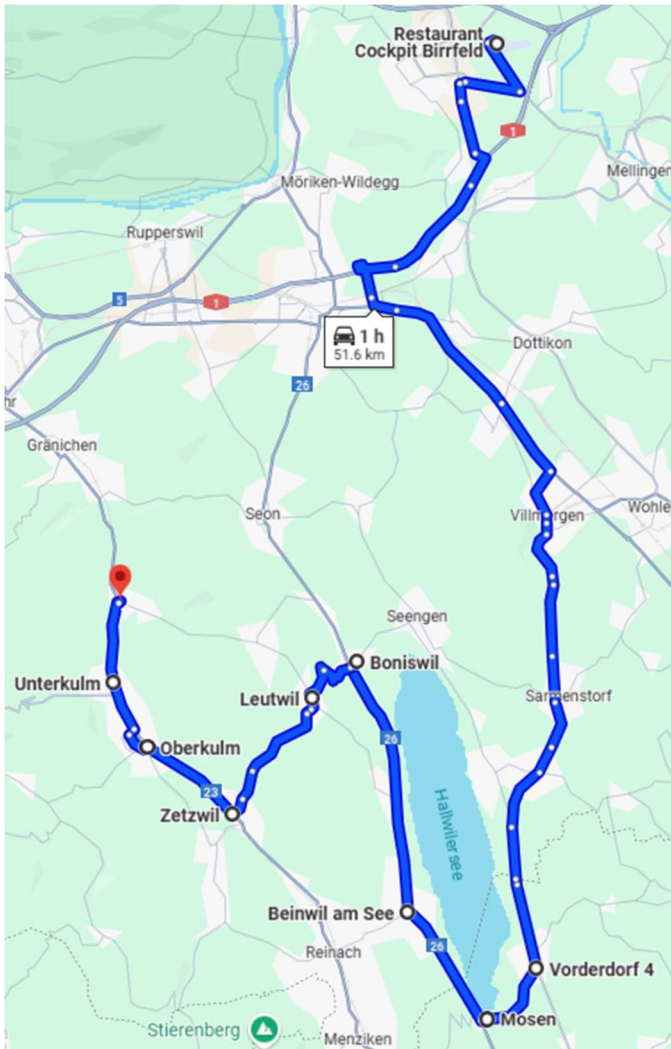 Restaurant
Cockpit Birrfeld
1
Mellingen
Möriken-Wildegg
Rupperswil
5
1
1 h
51.6 km
Dottikon
26
hr
Gränichen
Seon
Villmergen
Wohle
Seengen
Boniswil
Unterkulm
Leutwil
Sarmenstorf
26
Oberkulm
23
Zetzwil
Hallwilersee
Beinwil am See
26
Reinach
Vorderdorf 4
Mosen
Stierenberg
Menziken